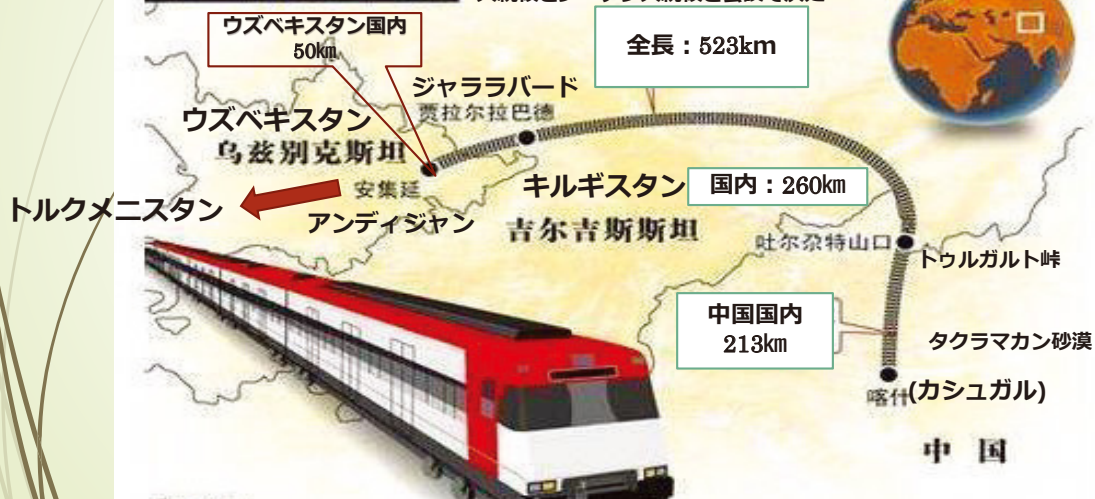 ウズベキスタン国内
50㎞
全長：523km
ジャララバード
贾拉尔拉巴德
ウズベキスタン
乌兹别克斯坦
安集延
アンディジャン
トルクメニスタン
キルギスタン
国内：260㎞
吉尔吉斯斯坦
吐尔尕特山口
トゥルガルト峠
中国国内
213㎞
タクラマカン砂漠
喀什
(カシュガル)
中 国